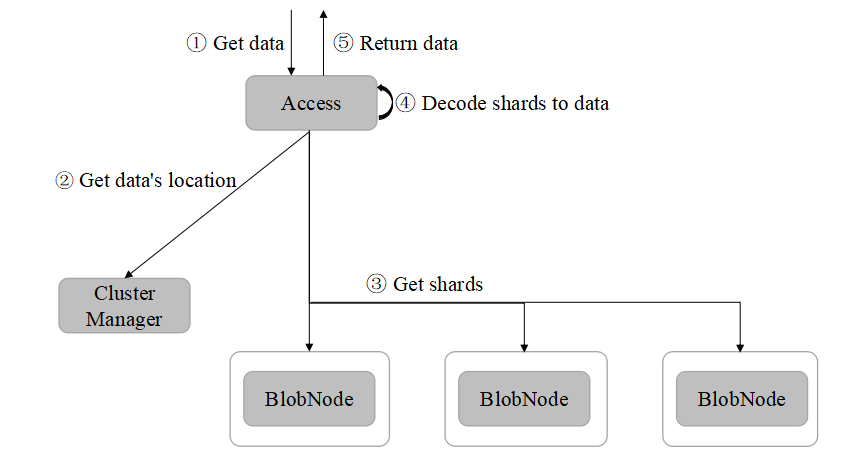 ① Get data
⑤ Return data
Access
④ Decode shards to data
② Get data's location
③ Get shards
Cluster
Manager
BlobNode
BlobNode
BlobNode